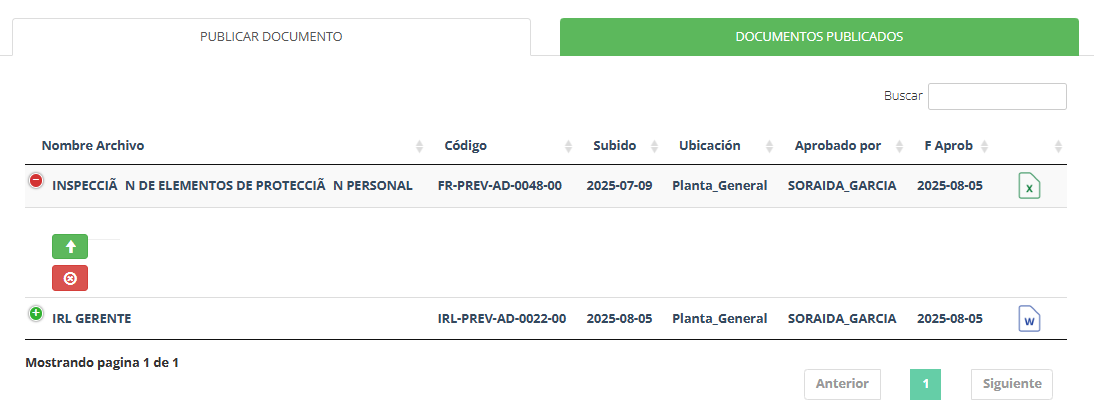 PUBLICAR DOCUMENTO
DOCUMENTOS PUBLICADOS
Buscar
Nombre Archivo Código Subido Ubicación Aprobado por F Aprob
INSPECCIÃ N DE ELEMENTOS DE PROTECCIÃ N PERSONAL FR-PREV-AD-0048-00 2025-07-09 Planta_General SORAIDA_GARCIA 2025-08-05 X
IRL GERENTE IRL-PREV-AD-0022-00 2025-08-05 Planta_General SORAIDA_GARCIA 2025-08-05 W
Mostrando pagina 1 de 1
Anterior 1 Siguiente